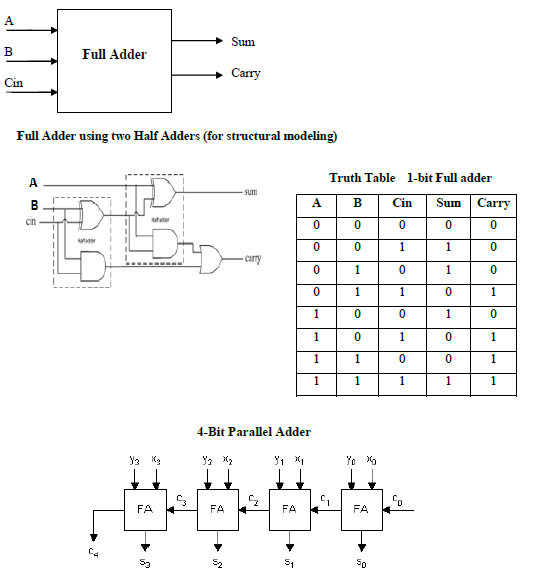 A
B
Cin
Full Adder
Sum
Carry
Full Adder using two Half Adders (for structural modeling)
A
B
cin
Half adder
Half adder
sum
carry
Truth Table 1-bit Full adder
A B Cin Sum Carry
0 0 0 0 0
0 0 1 1 0
0 1 0 1 0
0 1 1 0 1
1 0 0 1 0
1 0 1 0 1
1 1 0 0 1
1 1 1 1 1
4-Bit Parallel Adder
y3 x3 y2 x2 y1 x1 y0 x0
c3 c2 c1 c0
FA FA FA FA
c4
s3 s2 s1 s0